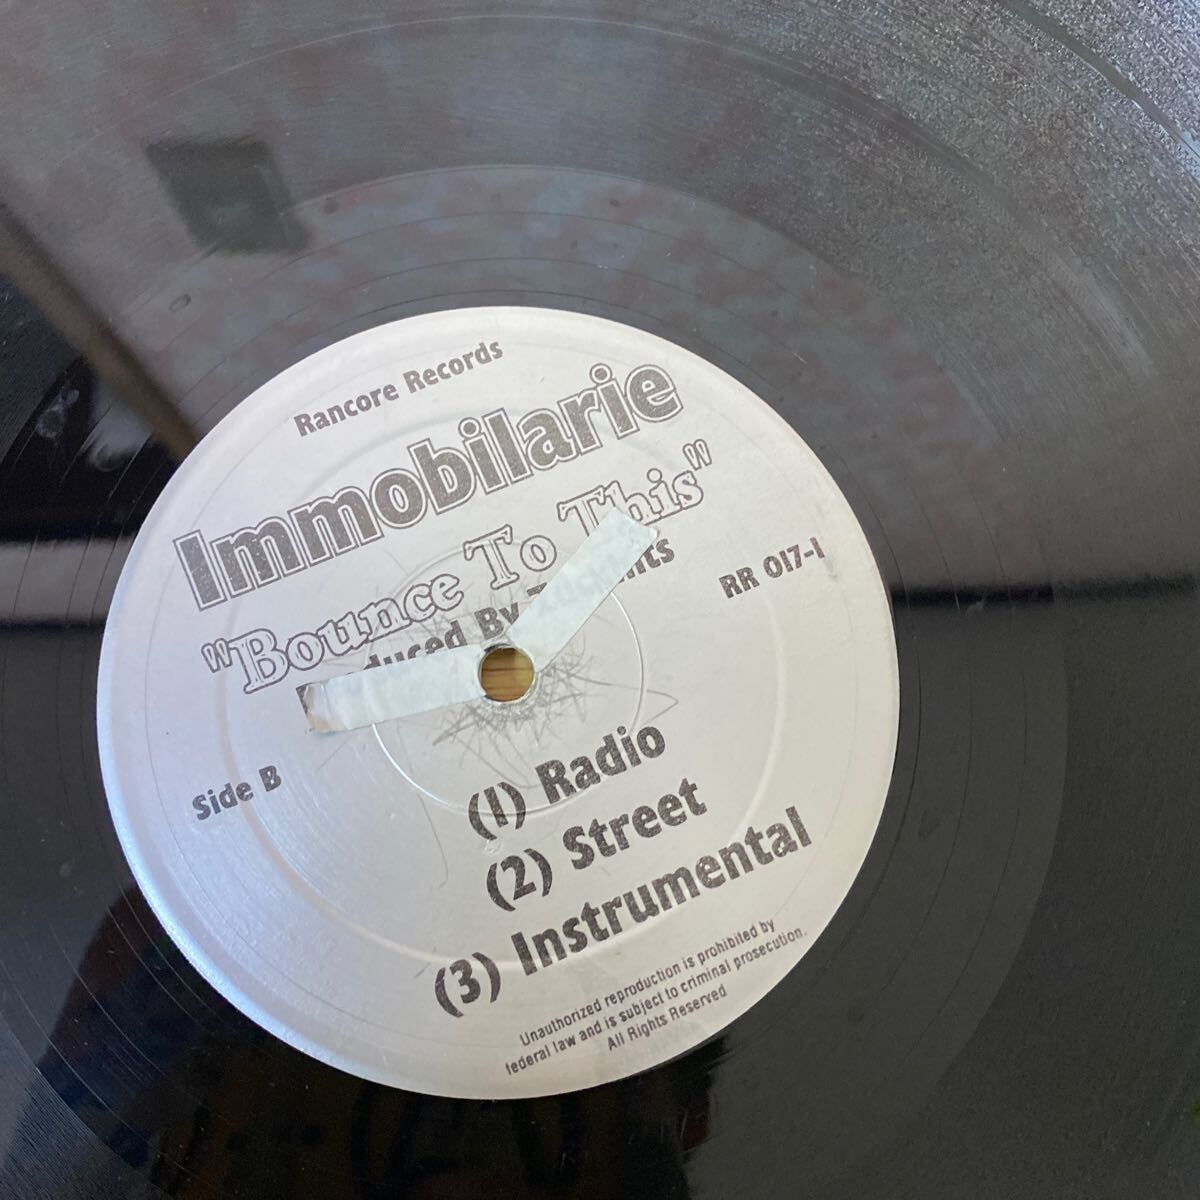 Rancore Records
Immobilarie
"Bounce To This"
By
RR 017-1
Side B
(1) Radio
(2) Street
(3) Instrumental
Unauthorized reproduction is prohibited by
federal law and is subject to criminal prosecution.
All Rights Reserved